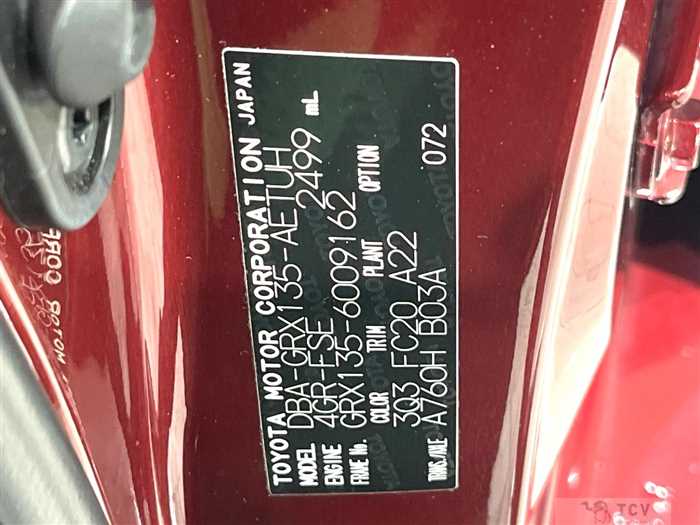 TOYOTA MOTOR CORPORATION JAPAN
MODEL DBA-GRX135-AETUH
ENGINE 4GR-FSE 2499 mL
FRAME No. GRX135-6009162
COLOR TRIM PLANT OPTION
3Q3 FC20 A22 072
TRANS/AXLE A760H B03A
TCV